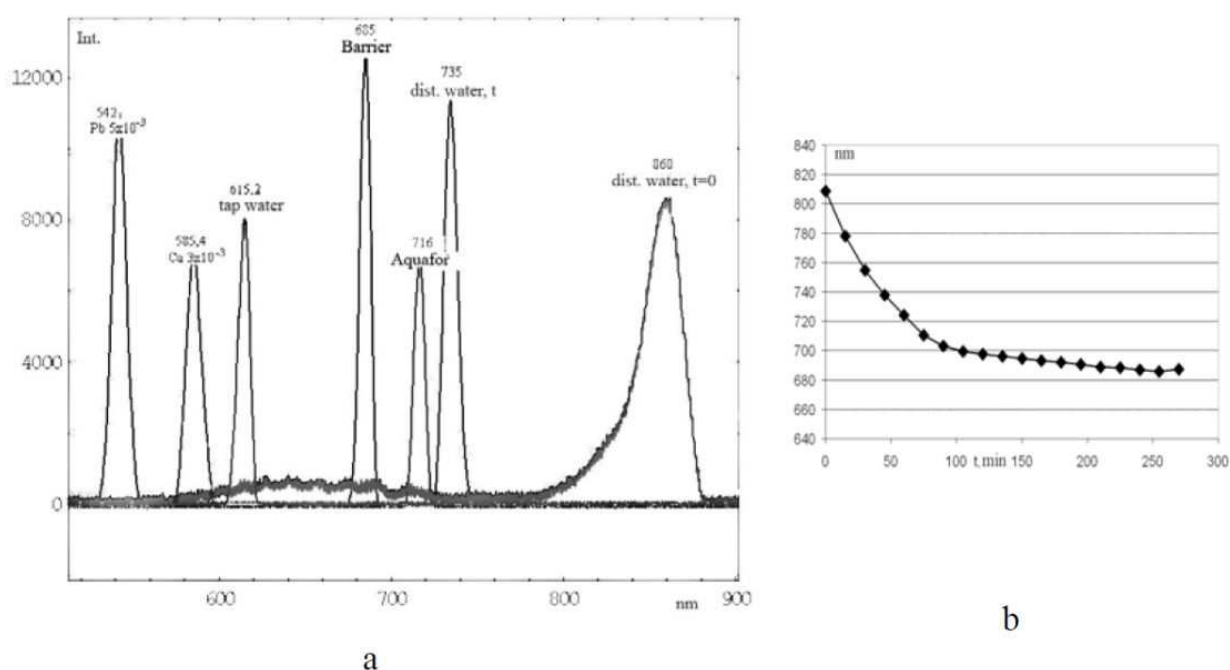 Int.
12000
8000
4000
0
542,
Pb 5x10⁻³
585,4
Ca 3x10⁻³
615,2
tap water
685
Barrier
716
Aquafor
735
dist. water, t
860
dist. water, t=0
600
700
800
nm
900
a
840
820
800
780
760
740
720
700
680
660
640
nm
0
50
100
t, min
150
200
250
300
b